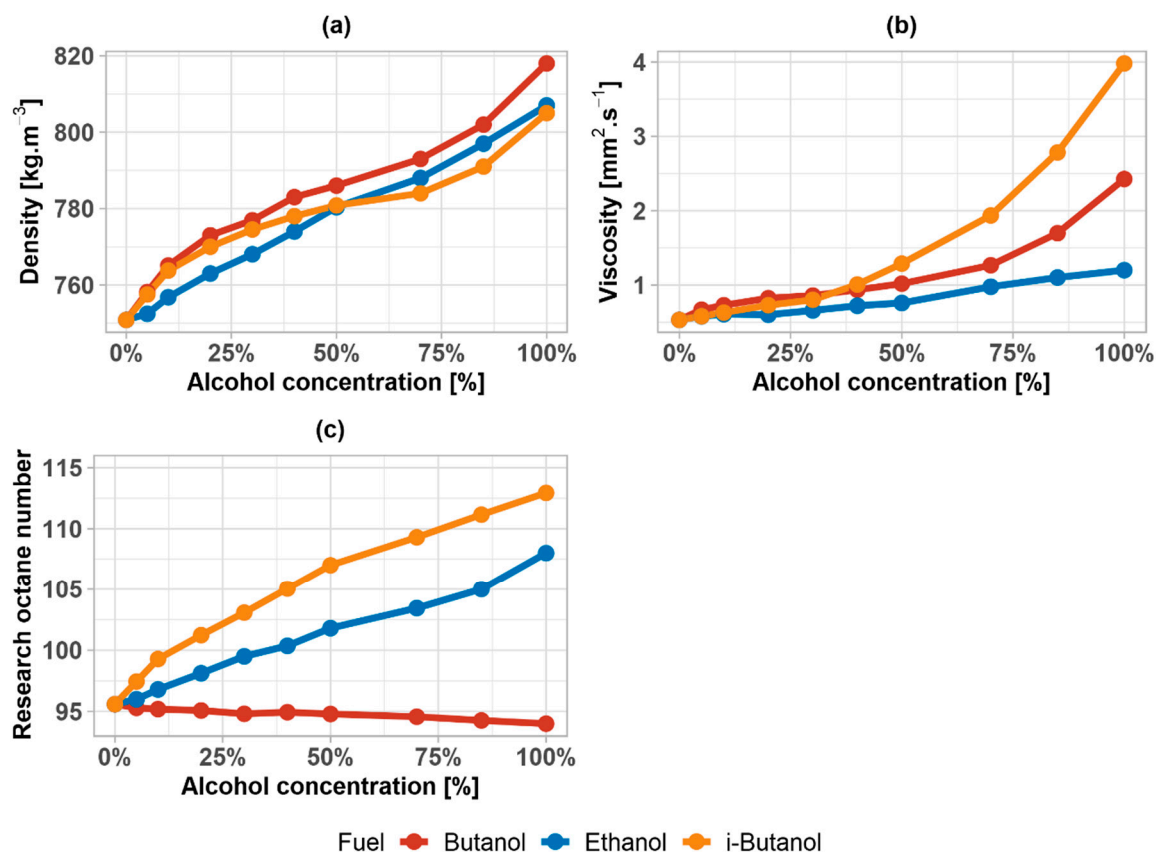 (a)
Density [kg.m⁻³]
820
800
780
760
0% 25% 50% 75% 100%
Alcohol concentration [%]
(b)
Viscosity [mm².s⁻¹]
4
3
2
1
0% 25% 50% 75% 100%
Alcohol concentration [%]
(c)
Research octane number
115
110
105
100
95
0% 25% 50% 75% 100%
Alcohol concentration [%]
Fuel Butanol Ethanol i-Butanol